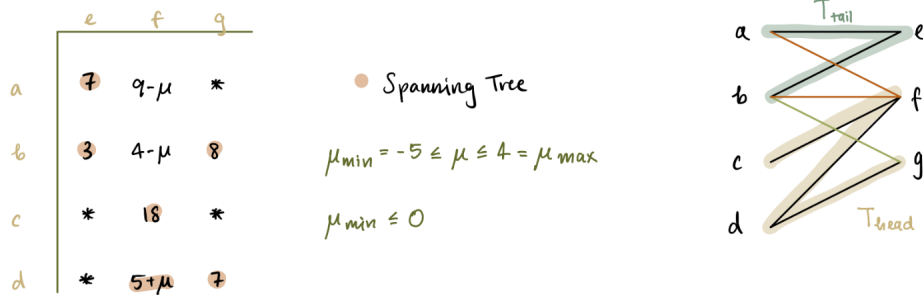 e f g
a 7 9-μ *
b 3 4-μ 8
c * 18 *
d * 5+μ 7
Spanning Tree
μmin = -5 ≤ μ ≤ 4 = μmax
μmin ≤ 0
Ttail
a e
b f
c g
d
Thead